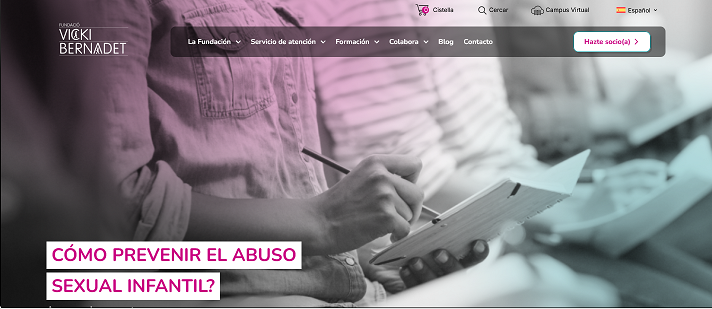 Cistella
Cercar
Campus Virtual
Español
FUNDACIÓ
VICKI
BERNADET
La Fundación
Servicio de atención
Formación
Colabora
Blog
Contacto
Hazte socio(a)
CÓMO PREVENIR EL ABUSO
SEXUAL INFANTIL?